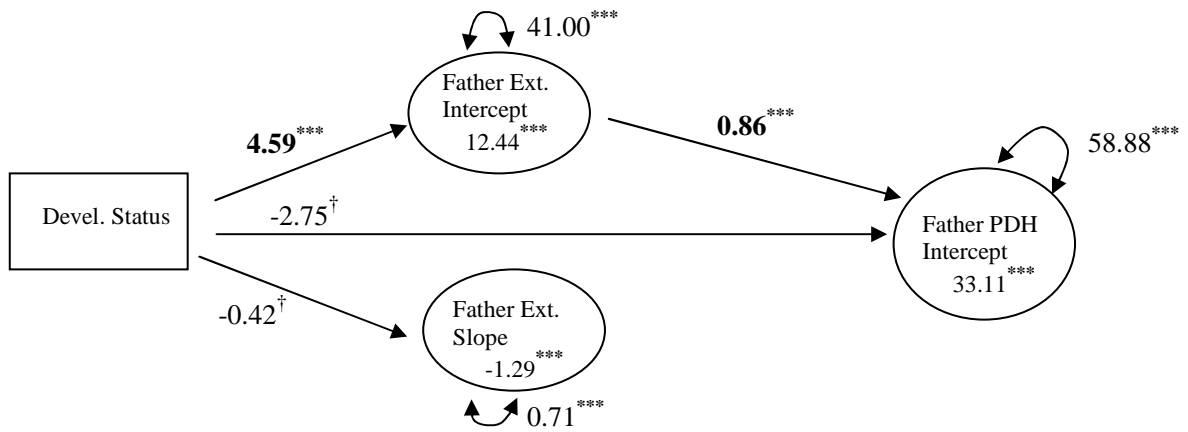 41.00***
Father Ext.
Intercept
12.44***
4.59***
0.86***
58.88***
Devel. Status
-2.75†
Father PDH
Intercept
33.11***
-0.42†
Father Ext.
Slope
-1.29***
0.71***